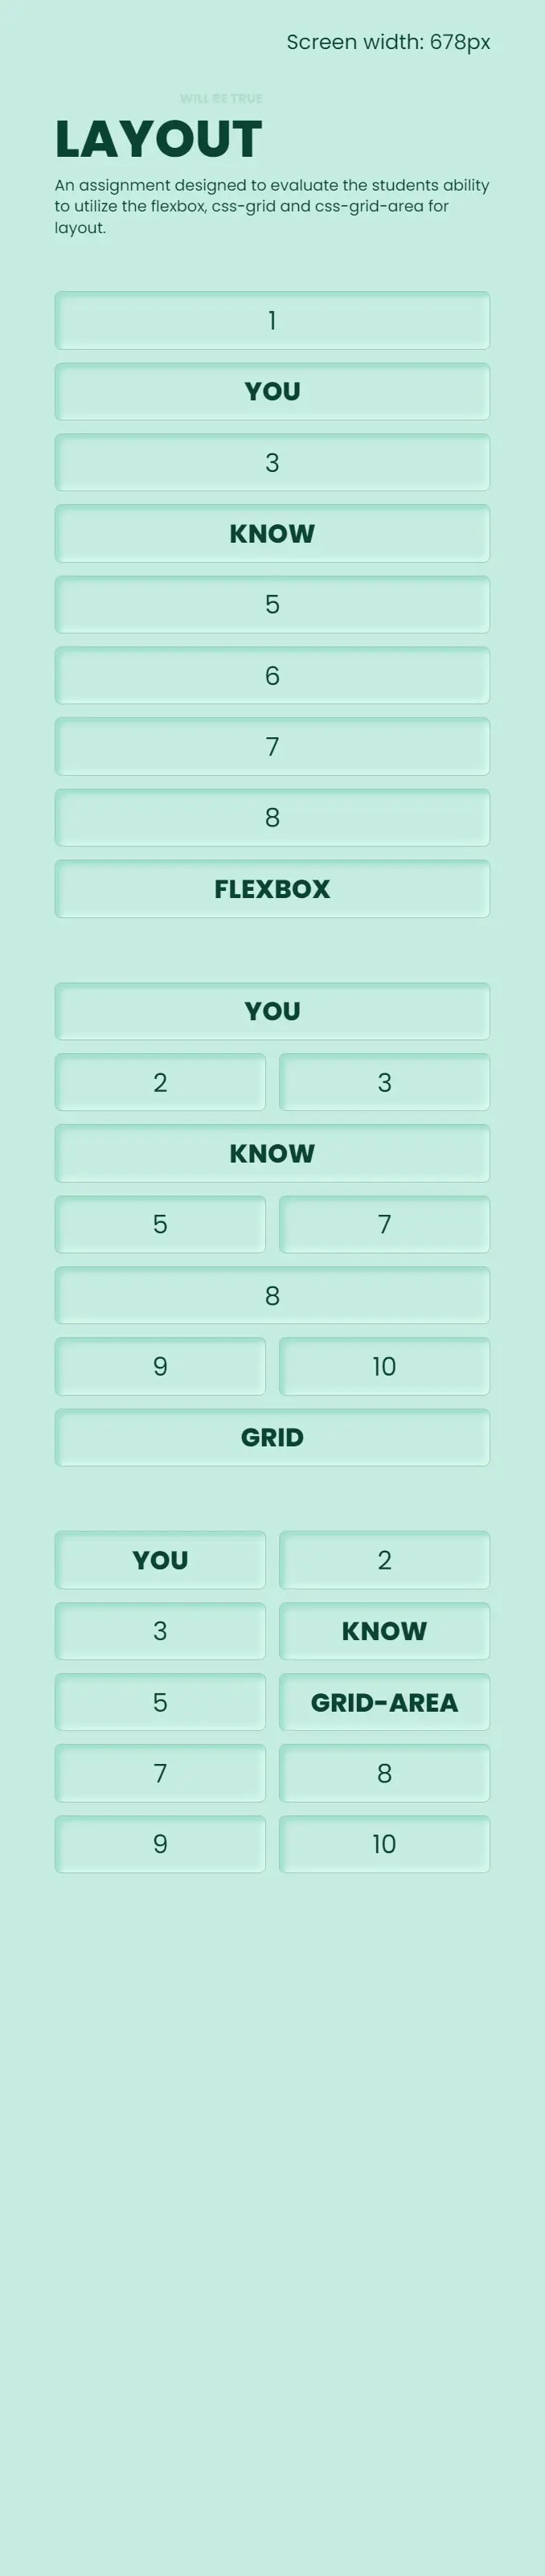 Screen width: 678px
WILL BE TRUE
LAYOUT
An assignment designed to evaluate the students ability
to utilize the flexbox, css-grid and css-grid-area for
layout.
1
YOU
3
KNOW
5
6
7
8
FLEXBOX
YOU
2 3
KNOW
5 7
8
9 10
GRID
YOU 2
3 KNOW
5 GRID-AREA
7 8
9 10